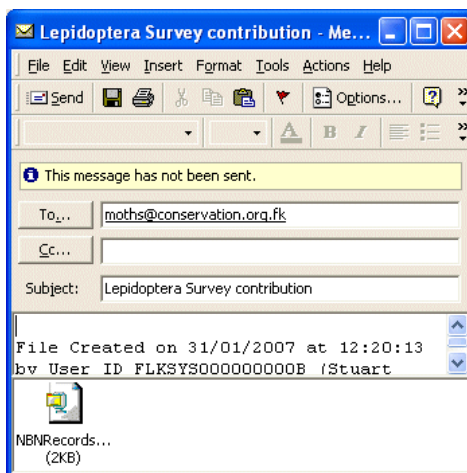 Lepidoptera Survey contribution - Me...
File Edit View Insert Format Tools Actions Help
Send Options...
A B I
This message has not been sent.
To... moths@conservation.org.fk
Cc...
Subject: Lepidoptera Survey contribution
File Created on 31/01/2007 at 12:20:13
by User ID FLKSYS000000000B (Stuart
NBNRecords...
(2KB)